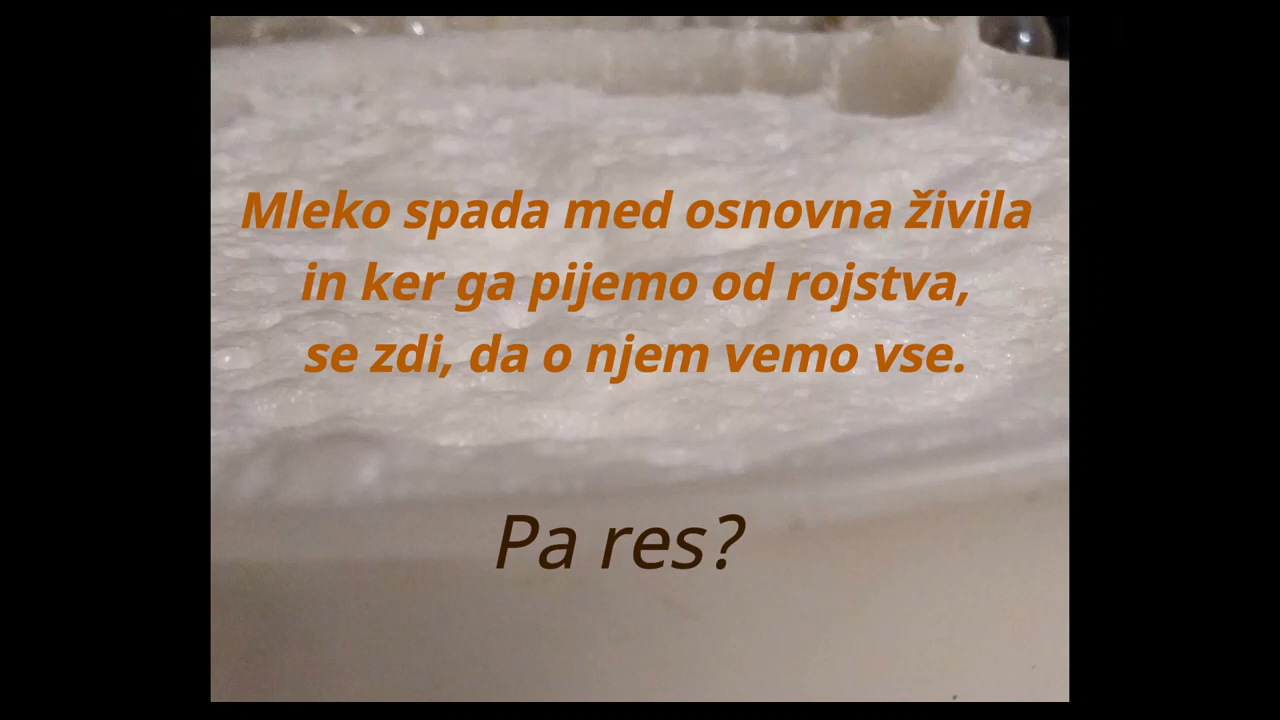 Mleko spada med osnovna živila
in ker ga pijemo od rojstva,
se zdi, da o njem vemo vse.
Pa res?